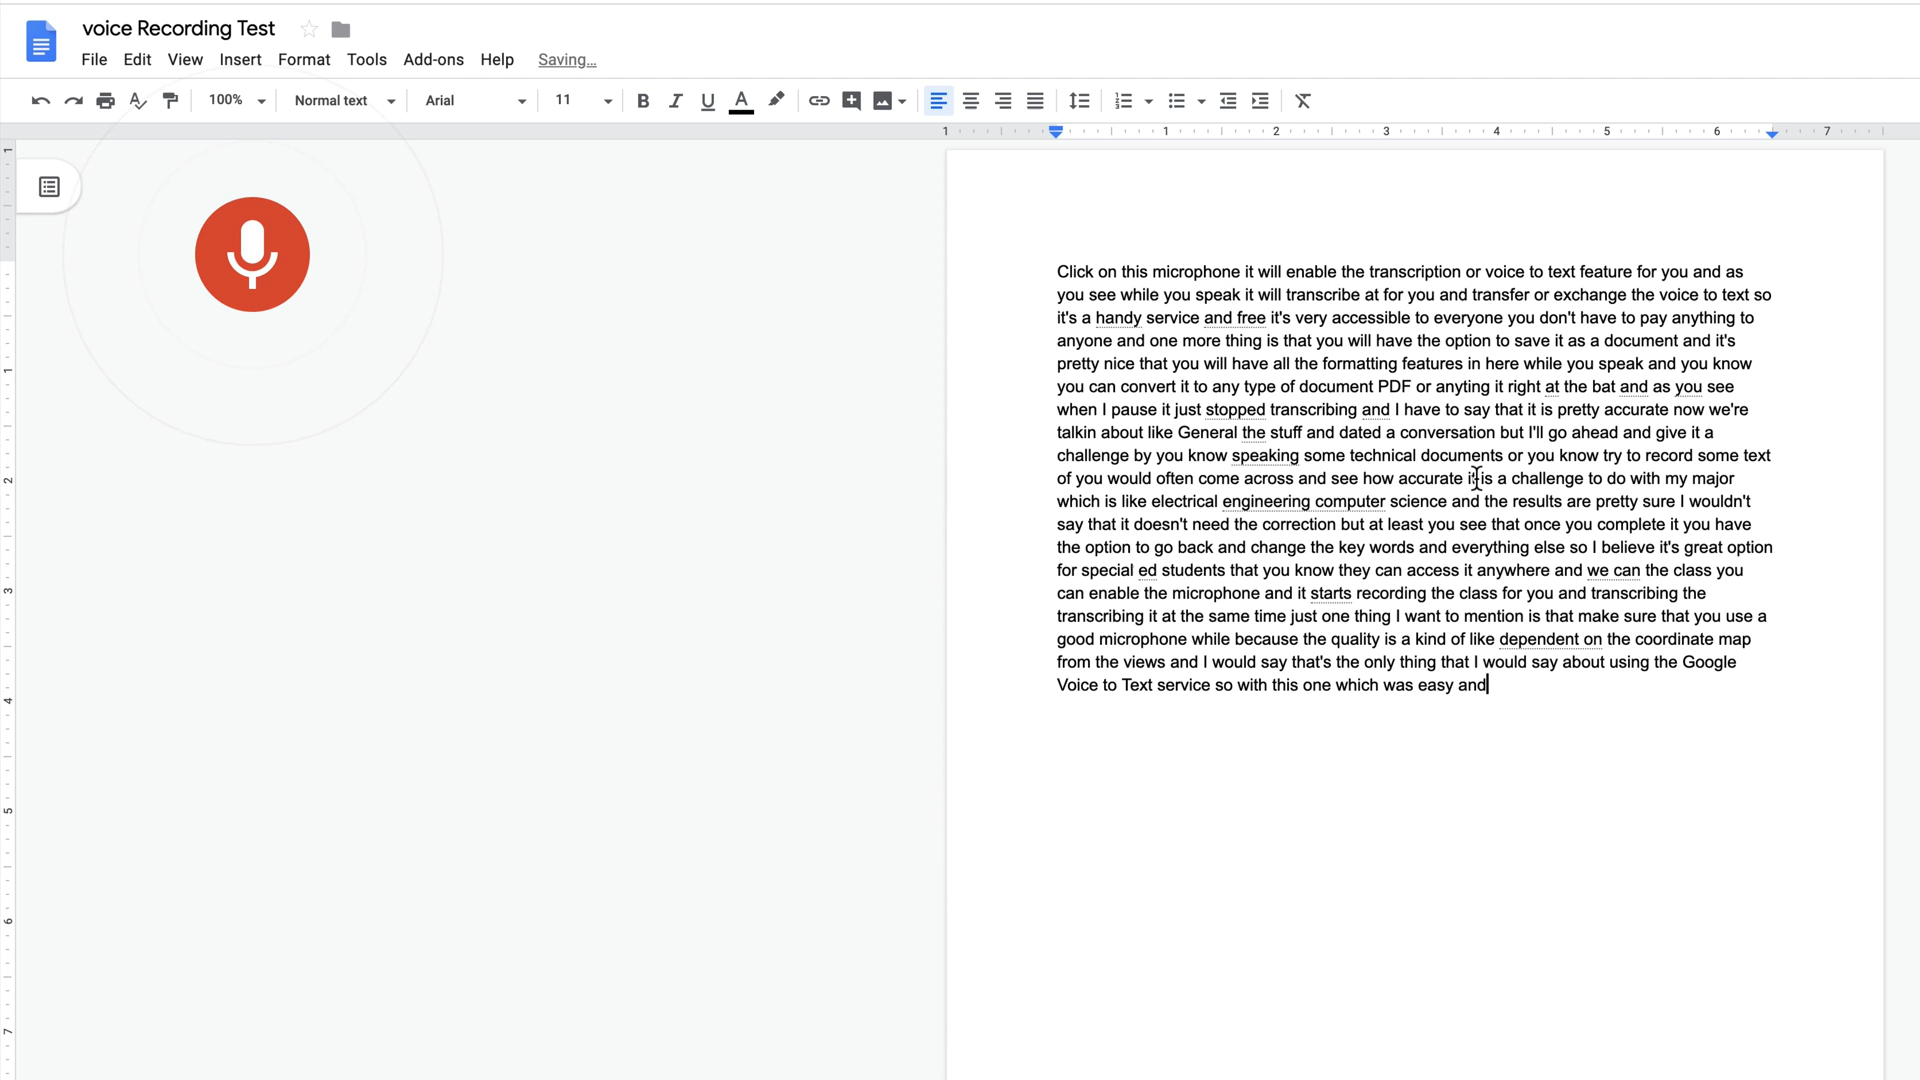 voice Recording Test
File Edit View Insert Format Tools Add-ons Help Saving...
100% Normal text Arial 11 B I U A
1 1 2 3 4 5 6 7
1
1
2
3
4
5
6
7
Click on this microphone it will enable the transcription or voice to text feature for you and as
you see while you speak it will transcribe at for you and transfer or exchange the voice to text so
it's a handy service and free it's very accessible to everyone you don't have to pay anything to
anyone and one more thing is that you will have the option to save it as a document and it's
pretty nice that you will have all the formatting features in here while you speak and you know
you can convert it to any type of document PDF or anyting it right at the bat and as you see
when I pause it just stopped transcribing and I have to say that it is pretty accurate now we're
talkin about like General the stuff and dated a conversation but I'll go ahead and give it a
challenge by you know speaking some technical documents or you know try to record some text
of you would often come across and see how accurate it is a challenge to do with my major
which is like electrical engineering computer science and the results are pretty sure I wouldn't
say that it doesn't need the correction but at least you see that once you complete it you have
the option to go back and change the key words and everything else so I believe it's great option
for special ed students that you know they can access it anywhere and we can the class you
can enable the microphone and it starts recording the class for you and transcribing the
transcribing it at the same time just one thing I want to mention is that make sure that you use a
good microphone while because the quality is a kind of like dependent on the coordinate map
from the views and I would say that's the only thing that I would say about using the Google
Voice to Text service so with this one which was easy and